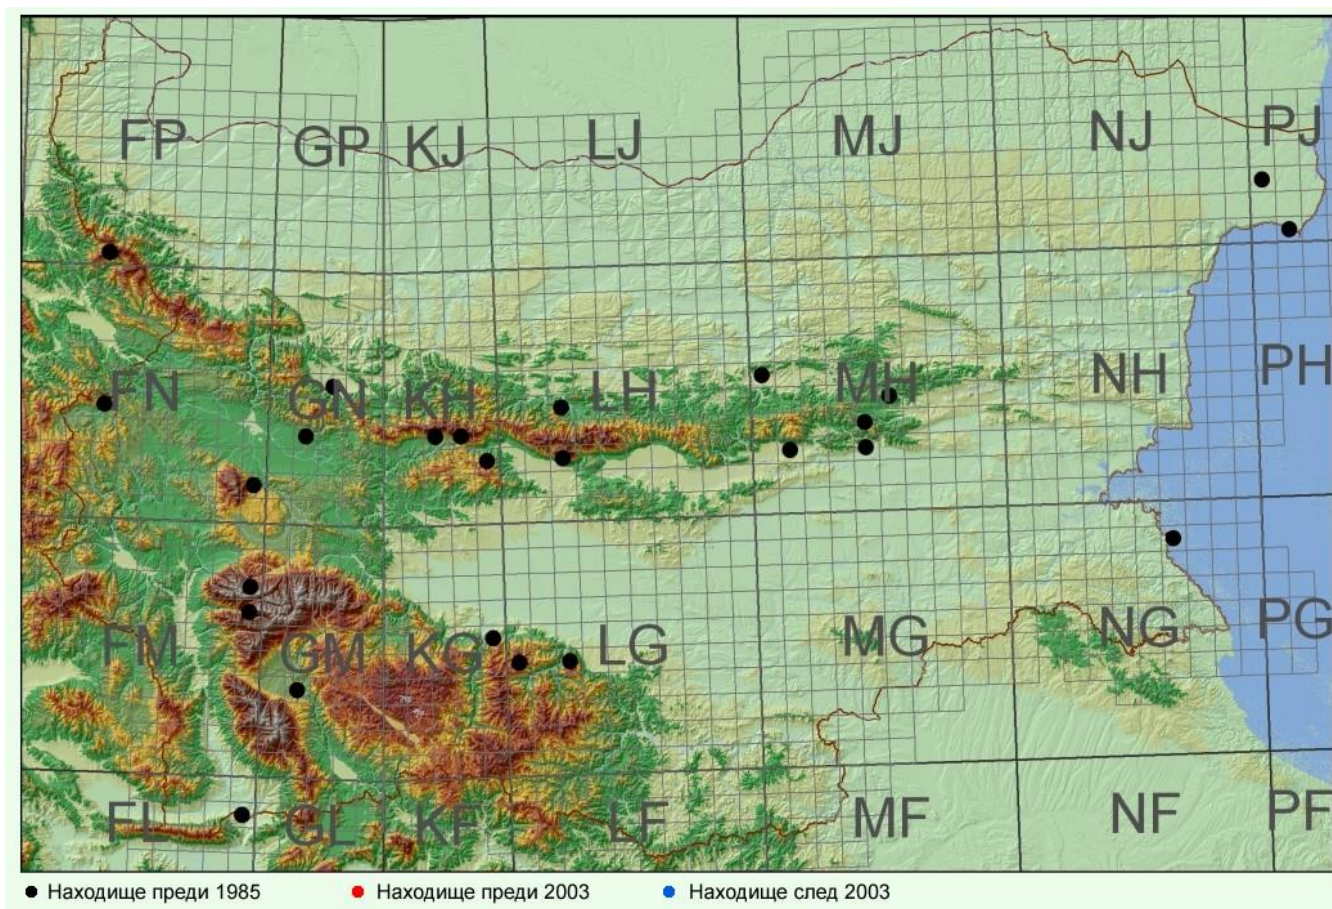 FP GP KJ LJ MJ NJ PJ
FN GN KH LH MH NH PH
FM GM KG LG MG NG PG
FL GL KF LF MF NF PF
Находище преди 1985 Находище преди 2003 Находище след 2003